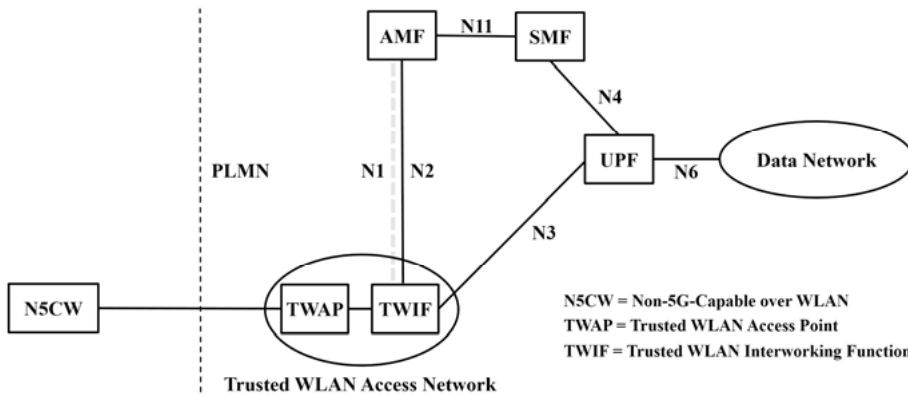 AMF
N11
SMF
N4
PLMN
N1
N2
UPF
N6
Data Network
N3
N5CW
TWAP
TWIF
N5CW = Non-5G-Capable over WLAN
TWAP = Trusted WLAN Access Point
TWIF = Trusted WLAN Interworking Function
Trusted WLAN Access Network